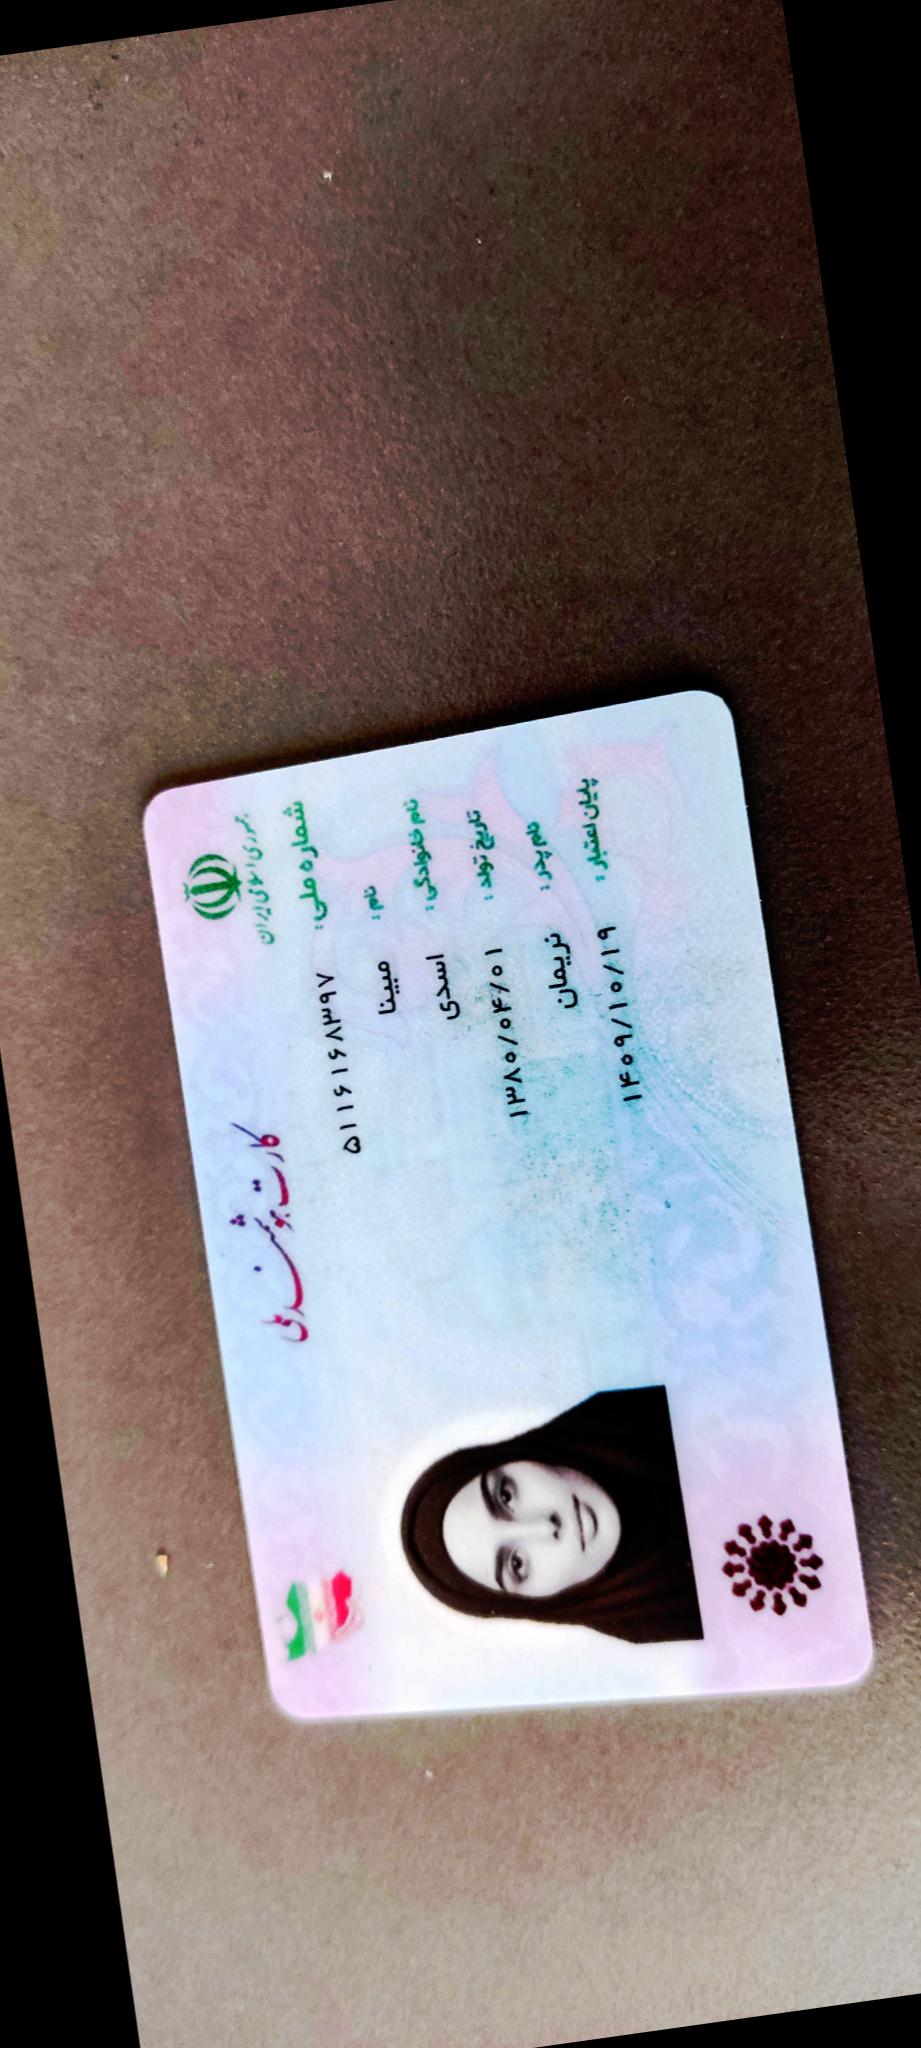 جمهوری اسلامی ایران
کارت هوشمند ملی
شماره ملی: ۵۱۱۶۱۶۸۳۹۷
نام: مبینا
نام خانوادگی: اسدی
تاریخ تولد: ۱۳۸۰/۰۴/۰۱
نام پدر: نریمان
پایان اعتبار: ۱۴۰۹/۱۰/۱۹